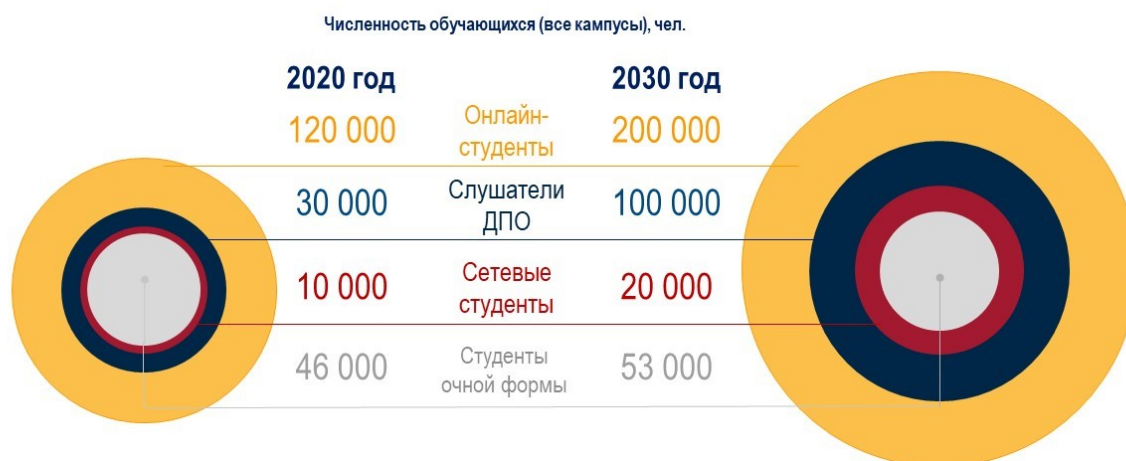 Численность обучающихся (все кампусы), чел.
2020 год
2030 год
120 000
Онлайн-
студенты
200 000
30 000
Слушатели
ДПО
100 000
10 000
Сетевые
студенты
20 000
46 000
Студенты
очной формы
53 000